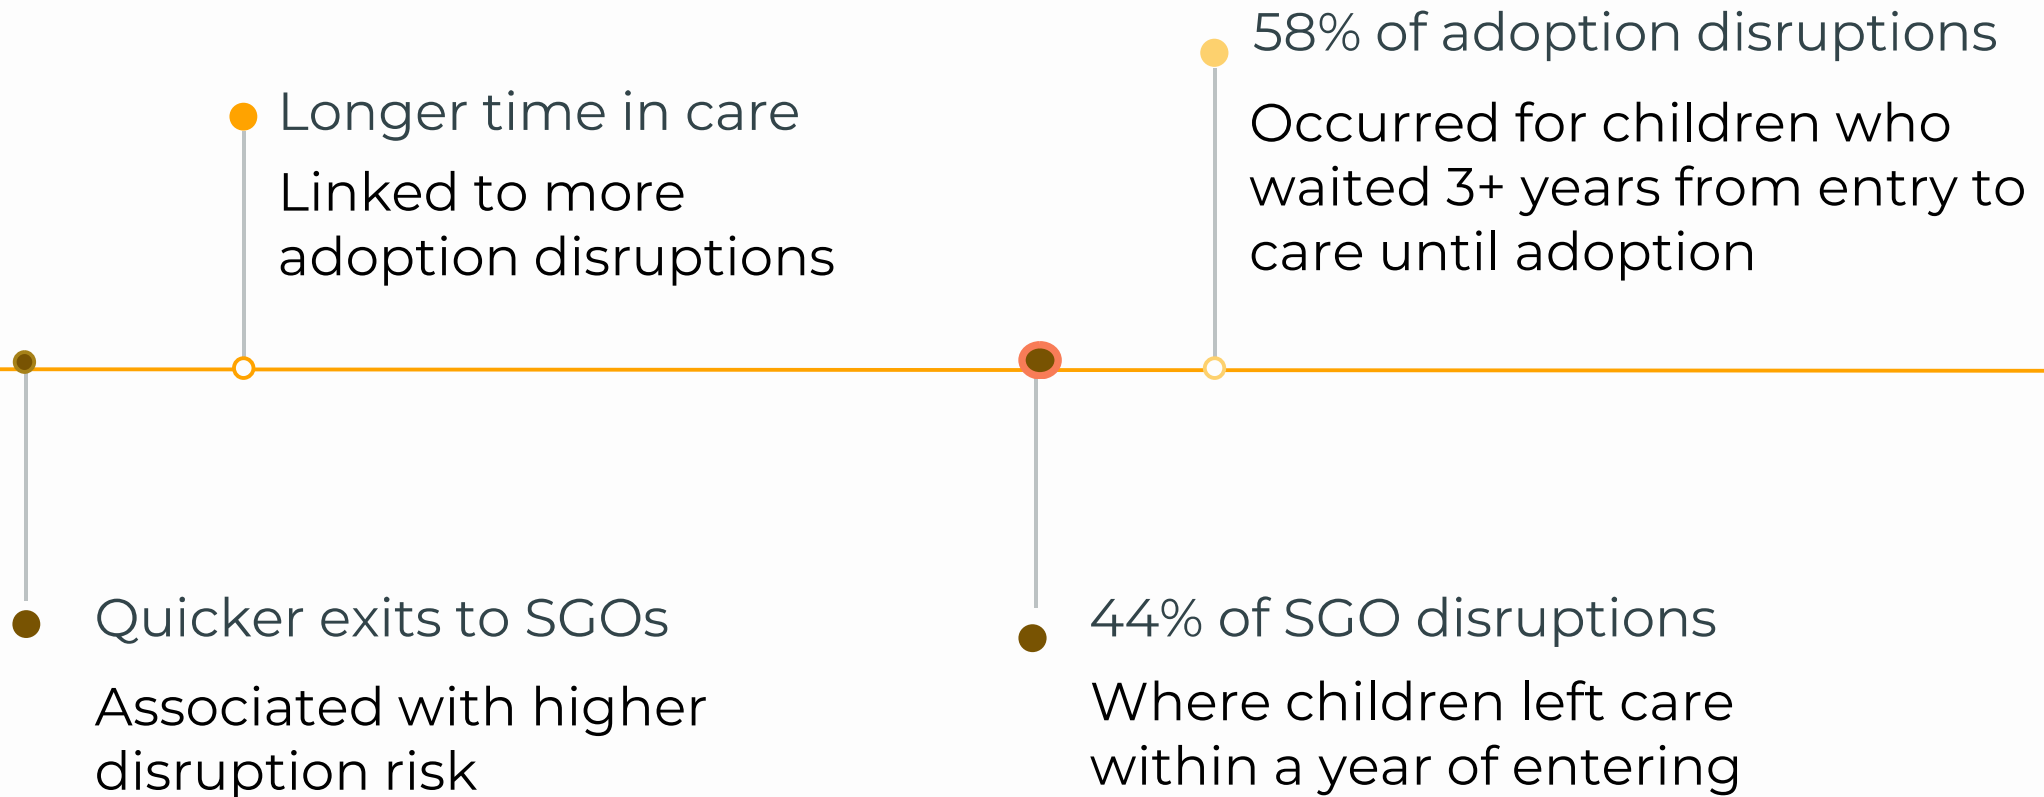 Longer time in care
Linked to more
adoption disruptions
58% of adoption disruptions
Occurred for children who
waited 3+ years from entry to
care until adoption
Quicker exits to SGOs
Associated with higher
disruption risk
44% of SGO disruptions
Where children left care
within a year of entering